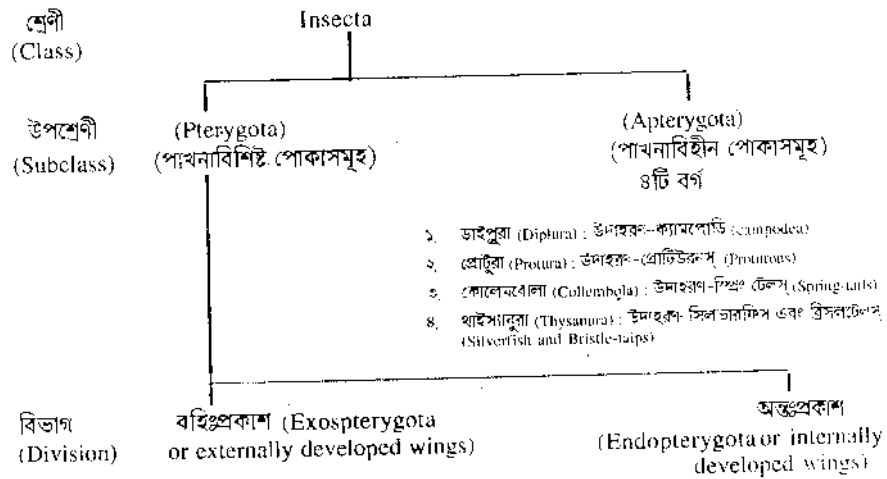 শ্রেণী
(Class)
Insecta
উপশ্রেণী
(Subclass)
(Pterygota)
(পাখনাবিশিষ্ট পোকাসমূহ)
(Apterygota)
(পাখনাবিহীন পোকাসমূহ)
৪টি বর্গ
১. ডাইপ্লুরা (Diplura) : উদাহরণ-ক্যামপোডি (campodea)
২. প্রোটুরা (Protura) : উদাহরণ-প্রোটিউরনস্ (Proturons)
৩. কোলেমবোলা (Collembola) : উদাহরণ-স্প্রিং টেলস্ (Spring-tails)
৪. থাইস্যানুরা (Thysanura) : উদাহরণ- সিলভারফিস এবং ব্রিসলটেলস্
(Silverfish and Bristle-taips)
বিভাগ
(Division)
বহিঃপ্রকাশ (Exospterygota
or externally developed wings)
অন্তঃপ্রকাশ
(Endopterygota or internally
developed wings)